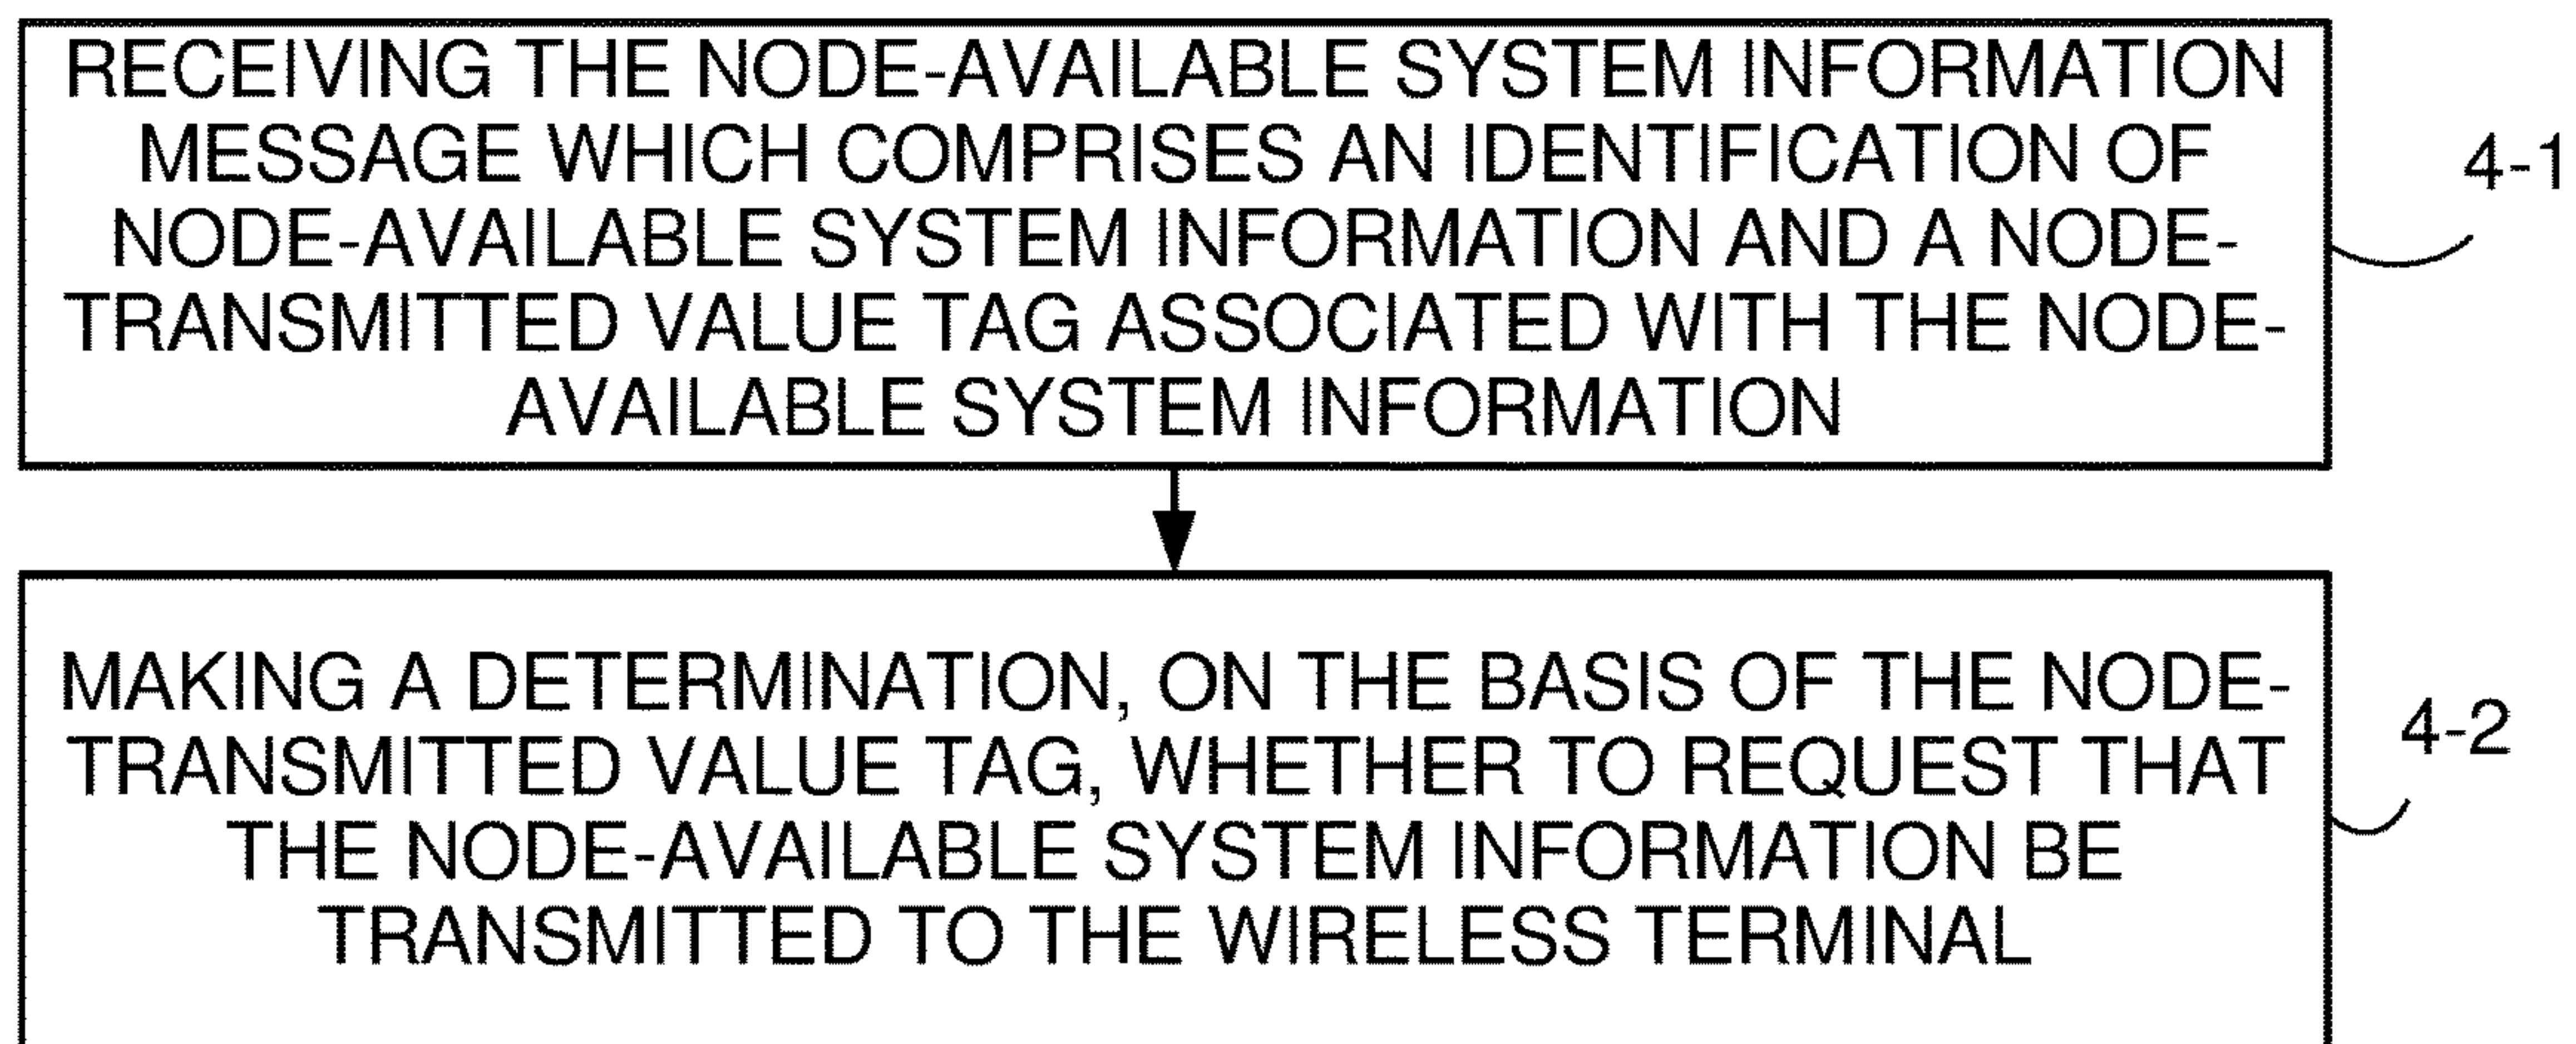 RECEIVING THE NODE-AVAILABLE SYSTEM INFORMATION
MESSAGE WHICH COMPRISES AN IDENTIFICATION OF
NODE-AVAILABLE SYSTEM INFORMATION AND A NODE-
TRANSMITTED VALUE TAG ASSOCIATED WITH THE NODE-
AVAILABLE SYSTEM INFORMATION
4-1
MAKING A DETERMINATION, ON THE BASIS OF THE NODE-
TRANSMITTED VALUE TAG, WHETHER TO REQUEST THAT
THE NODE-AVAILABLE SYSTEM INFORMATION BE
TRANSMITTED TO THE WIRELESS TERMINAL
4-2